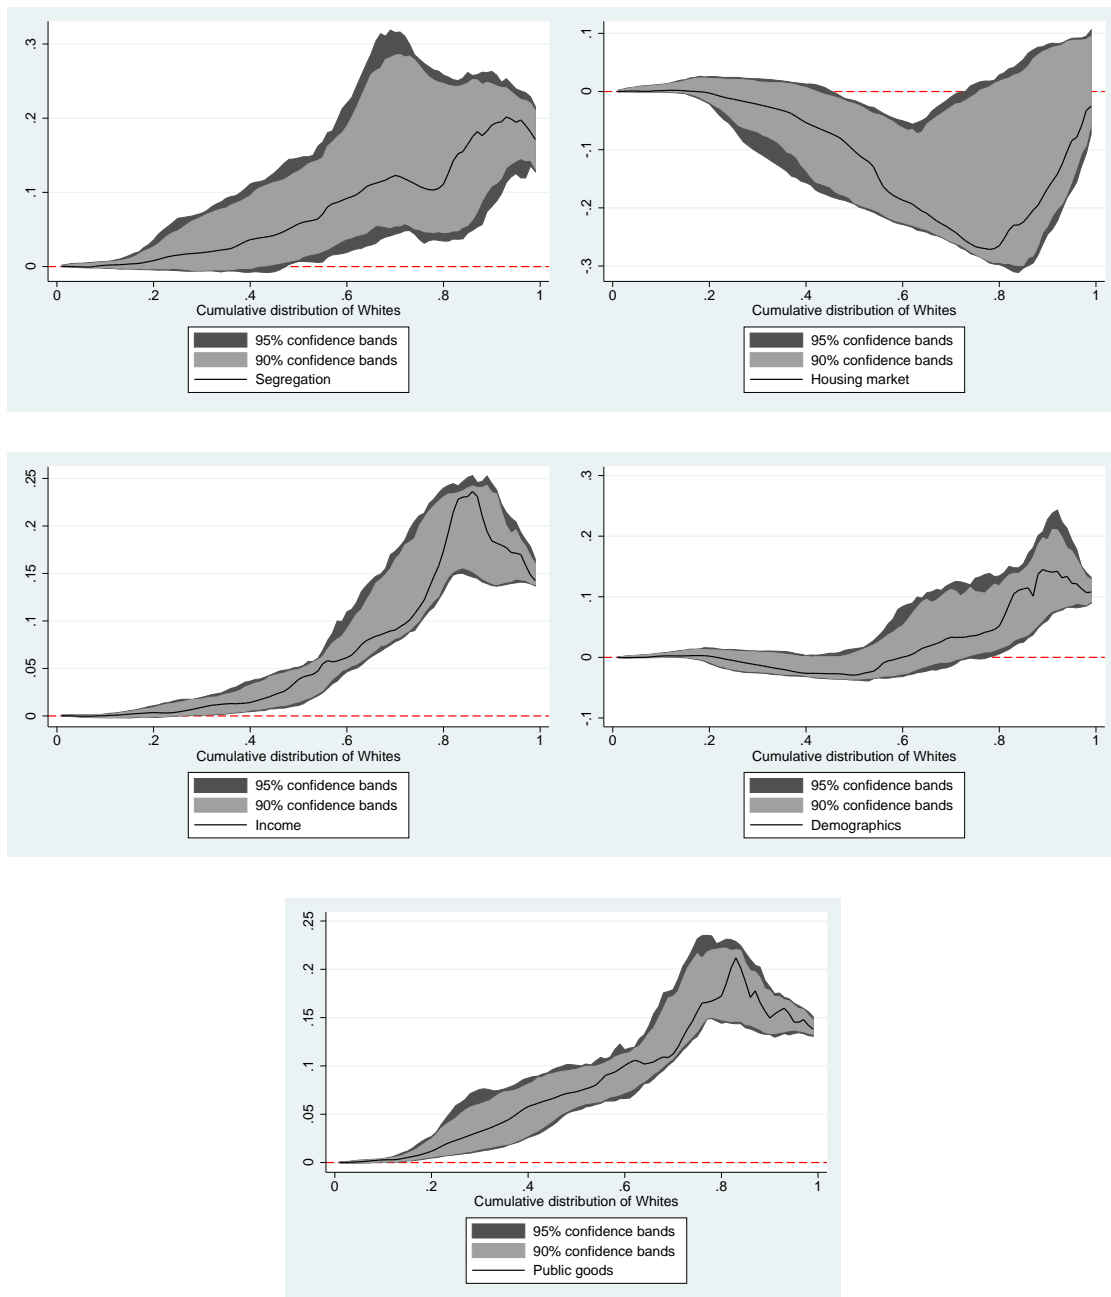 .3
.2
.1
0
0 .2 .4 .6 .8 1
Cumulative distribution of Whites
95% confidence bands
90% confidence bands
Segregation
.1
0
-.1
-.2
-.3
0 .2 .4 .6 .8 1
Cumulative distribution of Whites
95% confidence bands
90% confidence bands
Housing market
.25
.2
.15
.1
.05
0
0 .2 .4 .6 .8 1
Cumulative distribution of Whites
95% confidence bands
90% confidence bands
Income
.3
.2
.1
0
-.1
0 .2 .4 .6 .8 1
Cumulative distribution of Whites
95% confidence bands
90% confidence bands
Demographics
.25
.2
.15
.1
.05
0
0 .2 .4 .6 .8 1
Cumulative distribution of Whites
95% confidence bands
90% confidence bands
Public goods